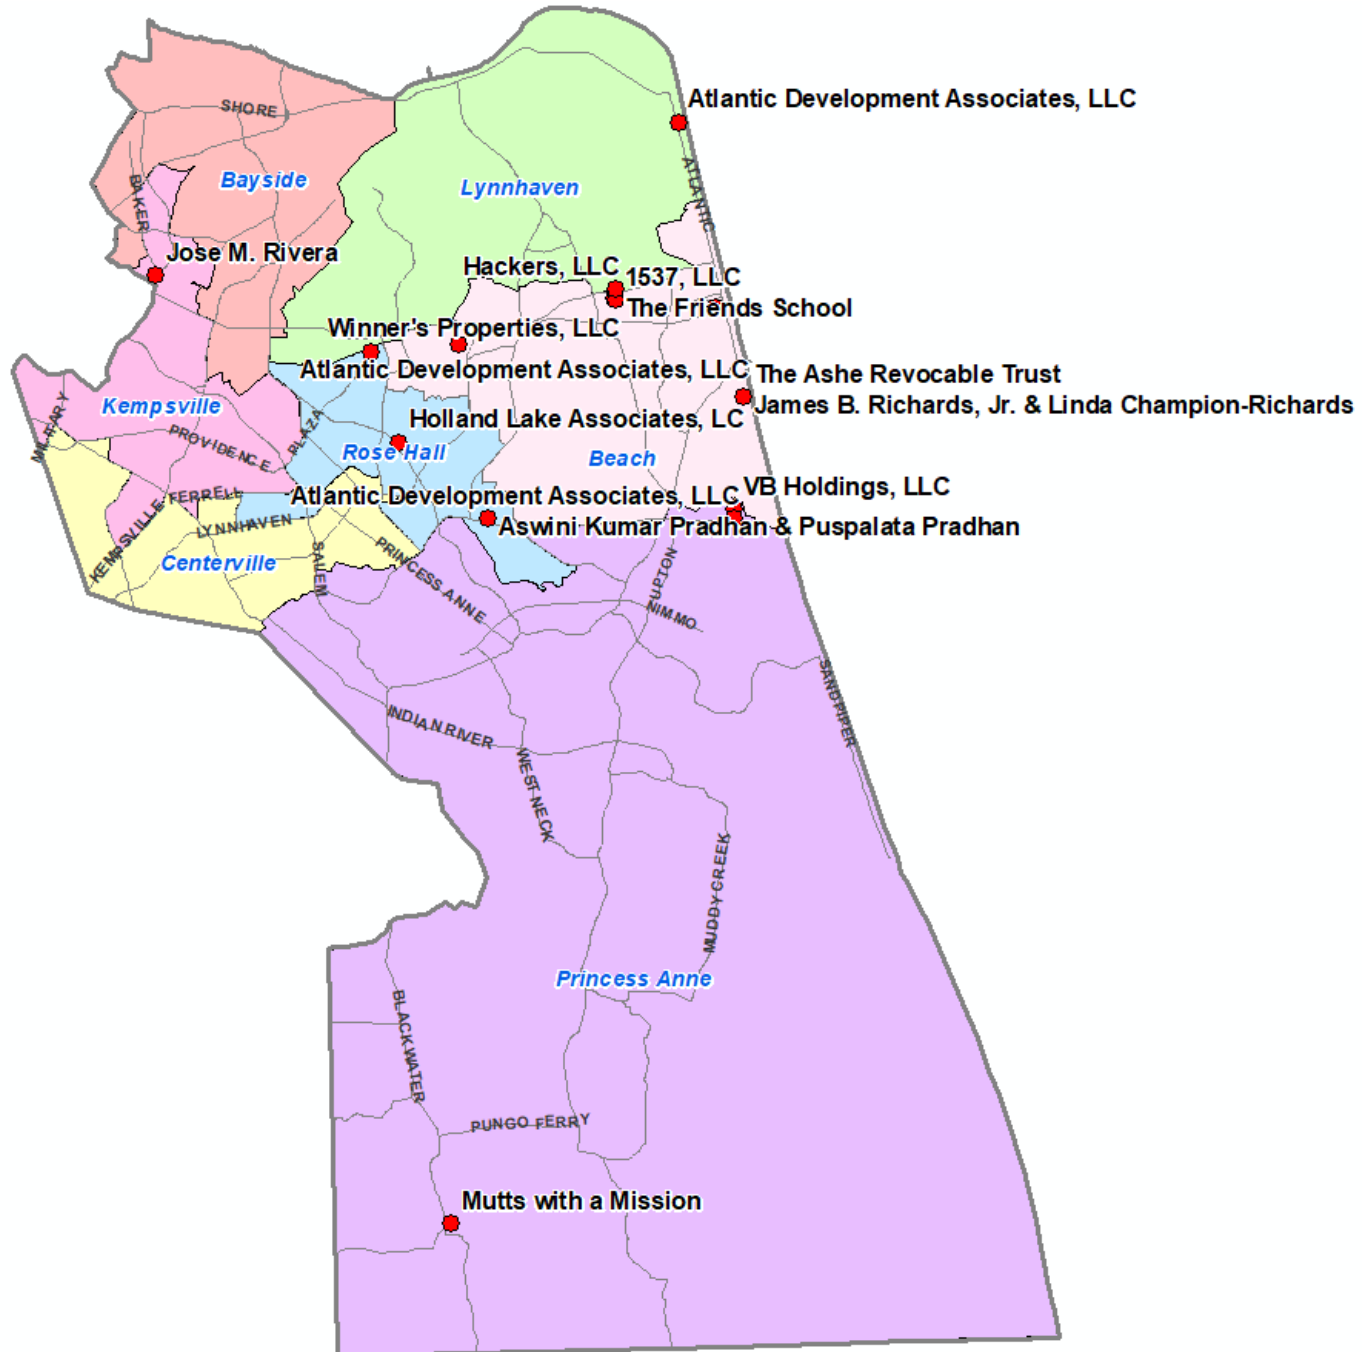 Atlantic Development Associates, LLC
SHORE
ATLANTIC
Bayside
Lynnhaven
BAKER
Jose M. Rivera
Hackers, LLC
1537, LLC
The Friends School
Winner's Properties, LLC
Atlantic Development Associates, LLC
The Ashe Revocable Trust
James B. Richards, Jr. & Linda Champion-Richards
Kempsville
MILITARY
PLAZA
Holland Lake Associates, LC
PROVIDENCE
Rose Hall
Beach
FERRELL
Atlantic Development Associates, LLC
VB Holdings, LLC
KEMPSVILLE
LYNNHAVEN
Aswini Kumar Pradhan & Puspalata Pradhan
Centerville
SALEM
PRINCESS ANNE
UPTON
NIMMO
SANDPIPER
INDIAN RIVER
WEST NECK
MUDDY CREEK
Princess Anne
BLACKWATER
PUNGO FERRY
Mutts with a Mission